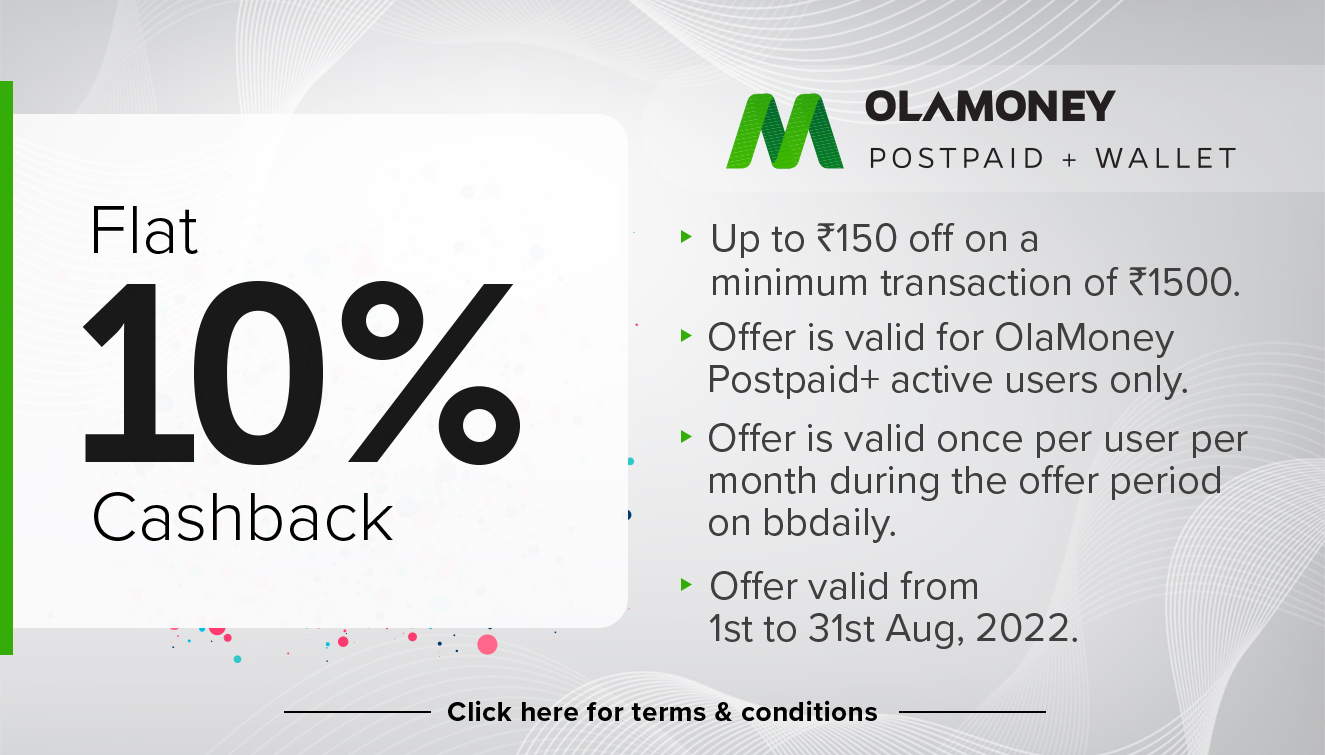 Flat
10%
Cashback
OLAMONEY
POSTPAID + WALLET
Up to ₹150 off on a
minimum transaction of ₹1500.
Offer is valid for OlaMoney
Postpaid+ active users only.
Offer is valid once per user per
month during the offer period
on bbdaily.
Offer valid from
1st to 31st Aug, 2022.
Click here for terms & conditions